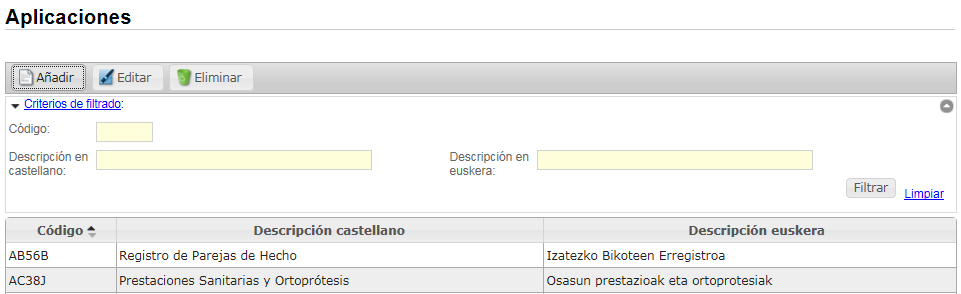 Aplicaciones
Añadir Editar Eliminar
Criterios de filtrado:
Código:
Descripción en castellano:
Descripción en euskera:
Filtrar Limpiar
Código Descripción castellano Descripción euskera
AB56B Registro de Parejas de Hecho Izatezko Bikoteen Erregistroa
AC38J Prestaciones Sanitarias y Ortoprótesis Osasun prestazioak eta ortoprotesiak